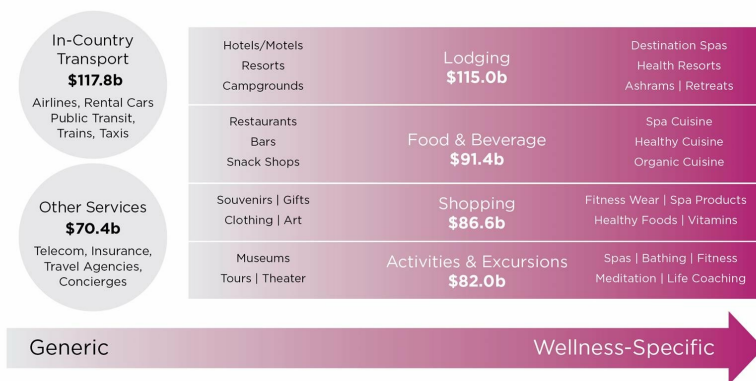 In-Country
Transport
$117.8b
Airlines, Rental Cars
Public Transit,
Trains, Taxis
Other Services
$70.4b
Telecom, Insurance,
Travel Agencies,
Concierges
Hotels/Motels
Resorts
Campgrounds
Lodging
$115.0b
Destination Spas
Health Resorts
Ashrams | Retreats
Restaurants
Bars
Snack Shops
Food & Beverage
$91.4b
Spa Cuisine
Healthy Cuisine
Organic Cuisine
Souvenirs | Gifts
Clothing | Art
Shopping
$86.6b
Fitness Wear | Spa Products
Healthy Foods | Vitamins
Museums
Tours | Theater
Activities & Excursions
$82.0b
Spas | Bathing | Fitness
Meditation | Life Coaching
Generic
Wellness-Specific